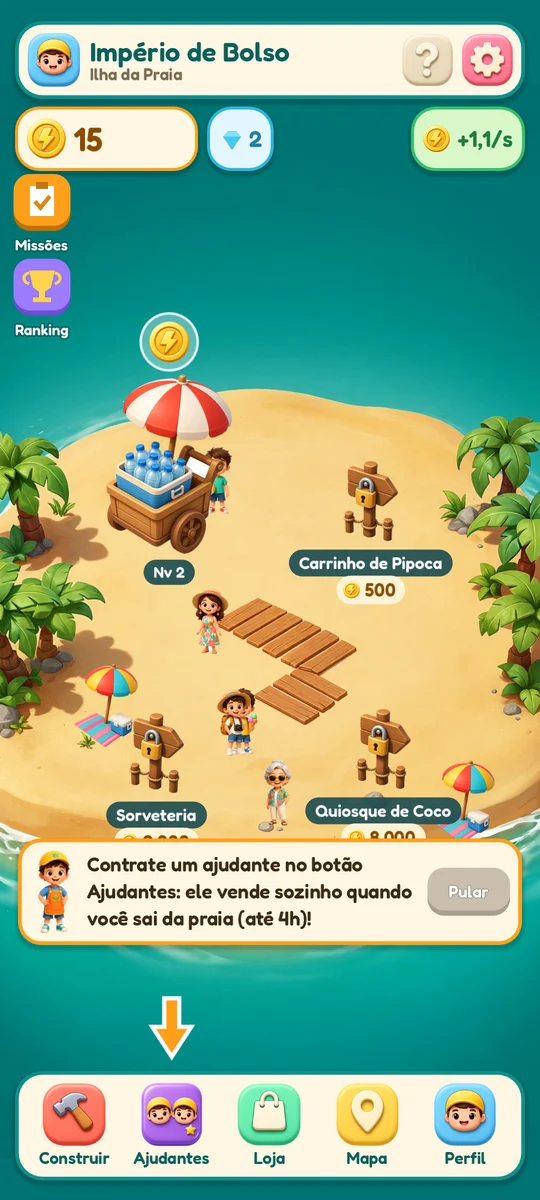 Império de Bolso
Ilha da Praia
?
15
2
+1,1/s
Missões
Ranking
Nv 2
Carrinho de Pipoca
500
Sorveteria
Quiosque de Coco
8.000
Contrate um ajudante no botão
Ajudantes: ele vende sozinho quando
você sai da praia (até 4h)!
Pular
Construir
Ajudantes
Loja
Mapa
Perfil